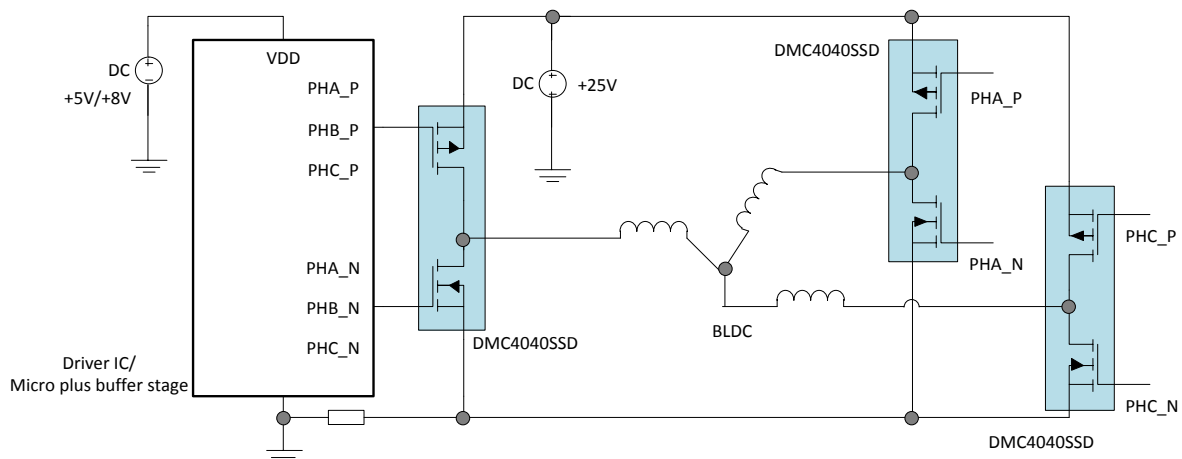 DC
+5V/+8V
VDD
PHA_P
PHB_P
PHC_P
PHA_N
PHB_N
PHC_N
Driver IC/
Micro plus buffer stage
DMC4040SSD
DC
+25V
BLDC
DMC4040SSD
PHA_P
PHA_N
PHC_P
PHC_N
DMC4040SSD